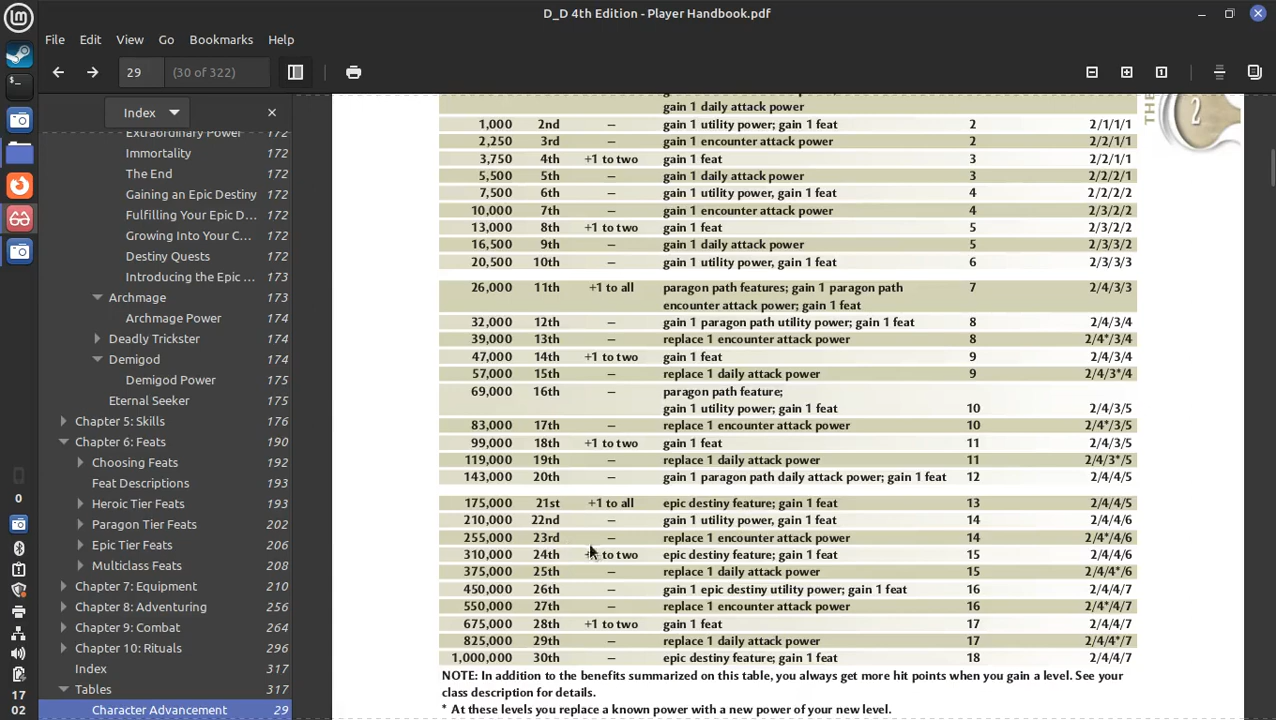 D_D 4th Edition - Player Handbook.pdf
File Edit View Go Bookmarks Help
29 (30 of 322)
Index
Extraordinary Power 172
Immortality 172
The End 172
Gaining an Epic Destiny 172
Fulfilling Your Epic D... 172
Growing Into Your C... 172
Destiny Quests 172
Introducing the Epic ... 173
Archmage 173
Archmage Power 174
Deadly Trickster 174
Demigod 174
Demigod Power 175
Eternal Seeker 175
Chapter 5: Skills 176
Chapter 6: Feats 190
Choosing Feats 192
Feat Descriptions 193
Heroic Tier Feats 193
Paragon Tier Feats 202
Epic Tier Feats 206
Multiclass Feats 208
Chapter 7: Equipment 210
Chapter 8: Adventuring 256
Chapter 9: Combat 264
Chapter 10: Rituals 296
Index 317
Tables 317
Character Advancement 29
0
17
02
2
gain 1 daily attack power
1,000 2nd — gain 1 utility power; gain 1 feat 2 2/1/1/1
2,250 3rd — gain 1 encounter attack power 2 2/2/1/1
3,750 4th +1 to two gain 1 feat 3 2/2/1/1
5,500 5th — gain 1 daily attack power 3 2/2/2/1
7,500 6th — gain 1 utility power, gain 1 feat 4 2/2/2/2
10,000 7th — gain 1 encounter attack power 4 2/3/2/2
13,000 8th +1 to two gain 1 feat 5 2/3/2/2
16,500 9th — gain 1 daily attack power 5 2/3/3/2
20,500 10th — gain 1 utility power, gain 1 feat 6 2/3/3/3
26,000 11th +1 to all paragon path features; gain 1 paragon path 7 2/4/3/3
encounter attack power; gain 1 feat
32,000 12th — gain 1 paragon path utility power; gain 1 feat 8 2/4/3/4
39,000 13th — replace 1 encounter attack power 8 2/4*/3/4
47,000 14th +1 to two gain 1 feat 9 2/4/3/4
57,000 15th — replace 1 daily attack power 9 2/4/3*/4
69,000 16th — paragon path feature;
gain 1 utility power; gain 1 feat 10 2/4/3/5
83,000 17th — replace 1 encounter attack power 10 2/4*/3/5
99,000 18th +1 to two gain 1 feat 11 2/4/3/5
119,000 19th — replace 1 daily attack power 11 2/4/3*/5
143,000 20th — gain 1 paragon path daily attack power; gain 1 feat 12 2/4/4/5
175,000 21st +1 to all epic destiny feature; gain 1 feat 13 2/4/4/5
210,000 22nd — gain 1 utility power, gain 1 feat 14 2/4/4/6
255,000 23rd — replace 1 encounter attack power 14 2/4*/4/6
310,000 24th +1 to two epic destiny feature; gain 1 feat 15 2/4/4/6
375,000 25th — replace 1 daily attack power 15 2/4/4*/6
450,000 26th — gain 1 epic destiny utility power; gain 1 feat 16 2/4/4/7
550,000 27th — replace 1 encounter attack power 16 2/4*/4/7
675,000 28th +1 to two gain 1 feat 17 2/4/4/7
825,000 29th — replace 1 daily attack power 17 2/4/4*/7
1,000,000 30th — epic destiny feature; gain 1 feat 18 2/4/4/7
NOTE: In addition to the benefits summarized on this table, you always get more hit points when you gain a level. See your
class description for details.
* At these levels you replace a known power with a new power of your new level.